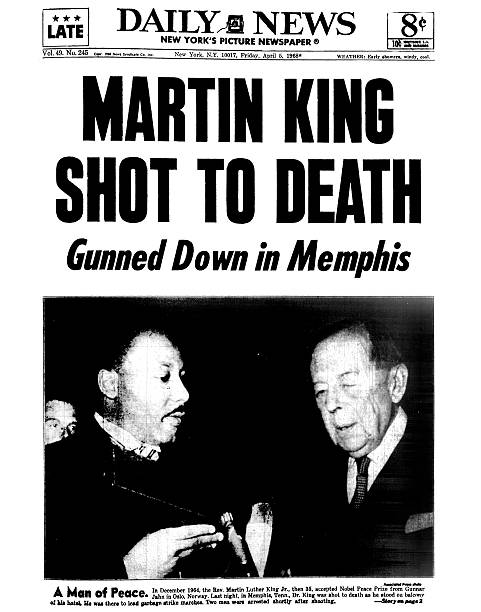 ★★★
LATE
DAILY NEWS
NEW YORK'S PICTURE NEWSPAPER ®
8¢
Vol. 49. No. 245
New York, N.Y. 10017, Friday, April 5, 1968*
WEATHER: Early showers, windy, cool.
MARTIN KING
SHOT TO DEATH
Gunned Down in Memphis
Associated Press photo
A Man of Peace. In December 1964, the Rev. Martin Luther King Jr., then 35, accepted Nobel Peace Prize from Gunnar
Jahn in Oslo, Norway. Last night, in Memphis, Tenn., Dr. King was shot to death as he stood on balcony
of his hotel. He was there to lead garbage strike marches. Two men were arrested shortly after shooting. —Story on page 2